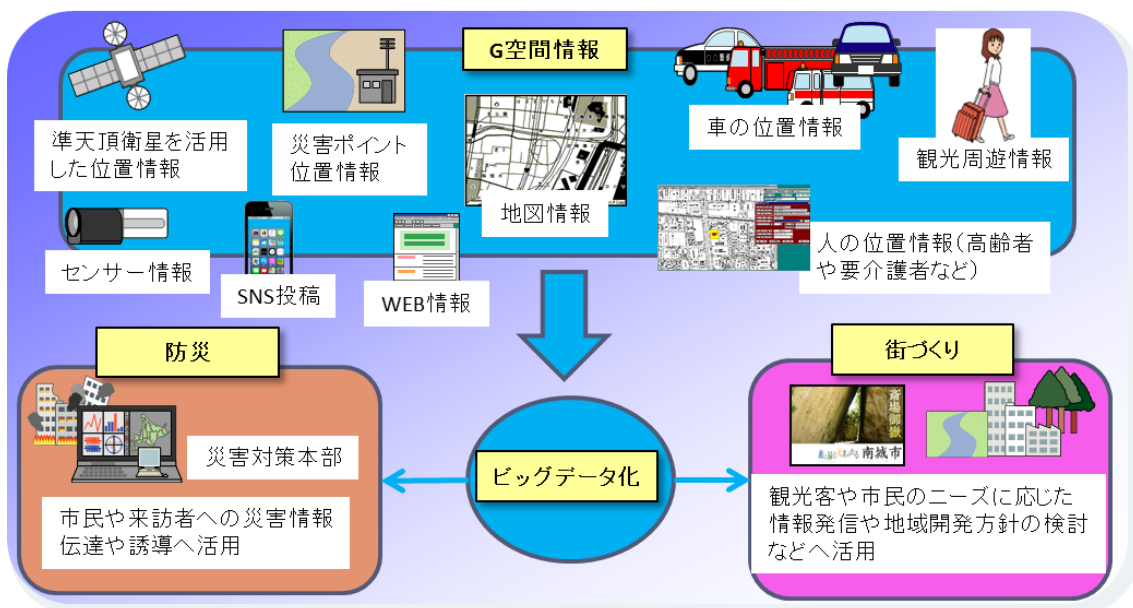 G空間情報
準天頂衛星を活用
した位置情報
災害ポイント
位置情報
地図情報
車の位置情報
観光周遊情報
センサー情報
SNS投稿
WEB情報
人の位置情報(高齢者
や要介護者など)
防災
災害対策本部
市民や来訪者への災害情報
伝達や誘導へ活用
ビッグデータ化
街づくり
斎場御嶽
南城市
観光客や市民のニーズに応じた
情報発信や地域開発方針の検討
などへ活用